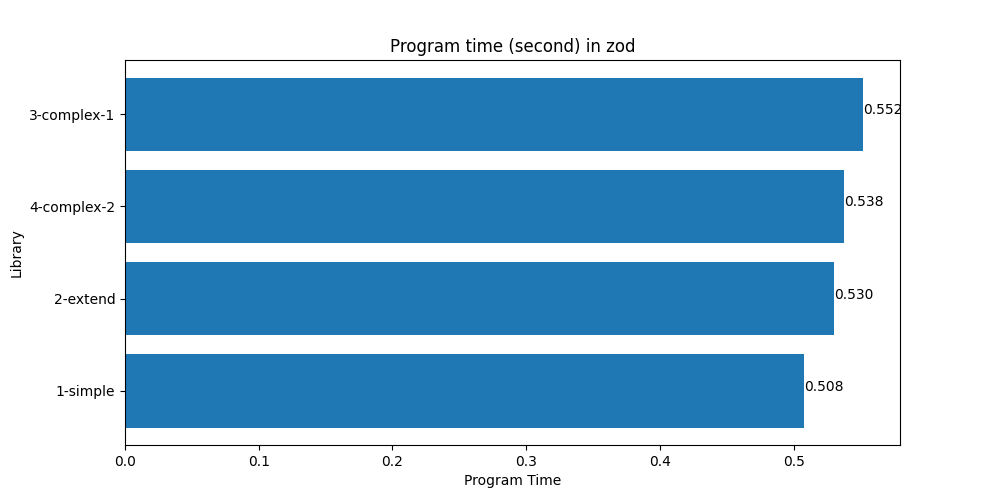 Program time (second) in zod
3-complex-1
0.552
4-complex-2
0.538
2-extend
0.530
1-simple
0.508
Library
0.0 0.1 0.2 0.3 0.4 0.5
Program Time